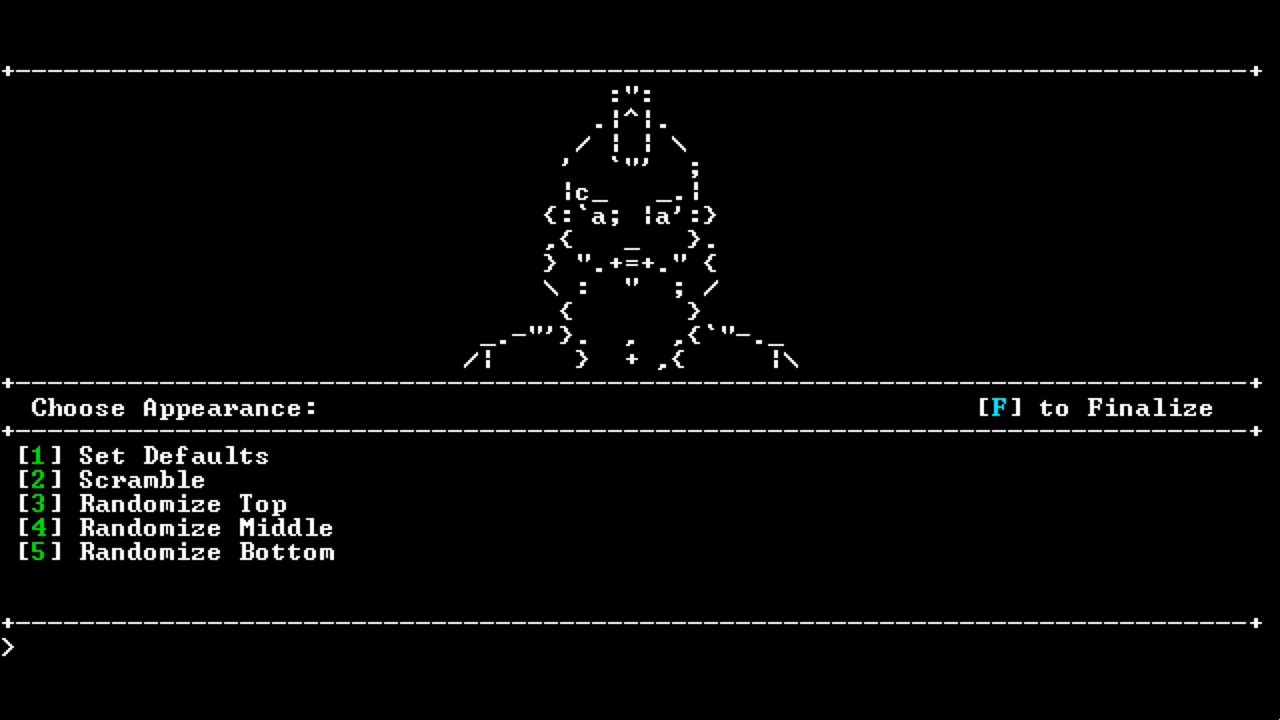 Choose Appearance: [F] to Finalize
[1] Set Defaults
[2] Scramble
[3] Randomize Top
[4] Randomize Middle
[5] Randomize Bottom
>